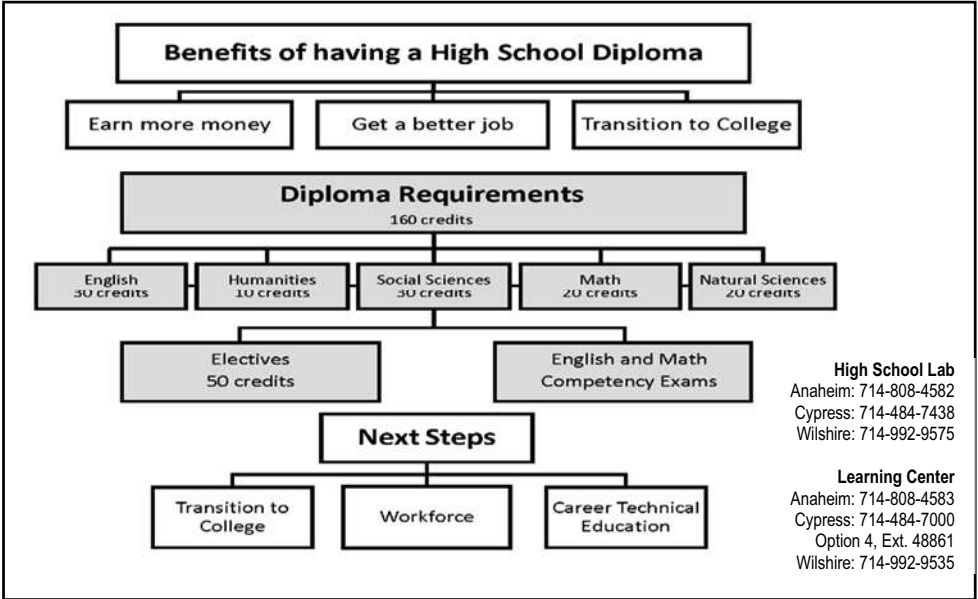 Benefits of having a High School Diploma
Earn more money
Get a better job
Transition to College
Diploma Requirements
160 credits
English
30 credits
Humanities
10 credits
Social Sciences
30 credits
Math
20 credits
Natural Sciences
20 credits
Electives
50 credits
English and Math
Competency Exams
Next Steps
Transition to
College
Workforce
Career Technical
Education
High School Lab
Anaheim: 714-808-4582
Cypress: 714-484-7438
Wilshire: 714-992-9575
Learning Center
Anaheim: 714-808-4583
Cypress: 714-484-7000
Option 4, Ext. 48861
Wilshire: 714-992-9535